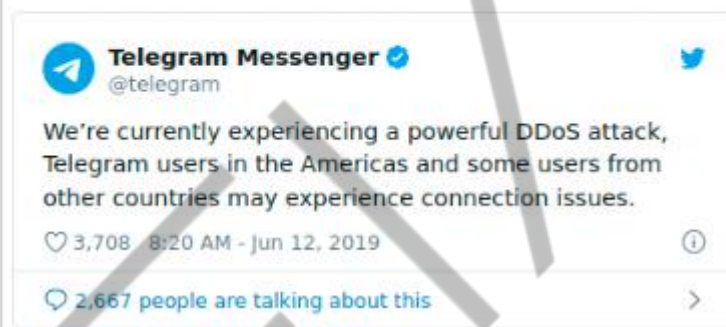 Telegram Messenger
@telegram
We're currently experiencing a powerful DDoS attack,
Telegram users in the Americas and some users from
other countries may experience connection issues.
3,708 8:20 AM - Jun 12, 2019
2,667 people are talking about this